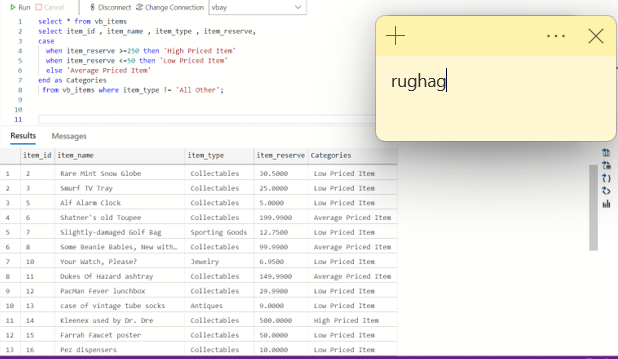 Run Cancel Disconnect Change Connection vbay
1 select * from vb_items
2 select item_id , item_name , item_type , item_reserve,
3 case
4 when item_reserve >=250 then 'High Priced Item'
5 when item_reserve <=50 then 'Low Priced Item'
6 else 'Average Priced Item'
7 end as Categories
8 from vb_items where item_type != 'All Other';
9
10
11
rughag
Results Messages
item_id item_name item_type item_reserve Categories
1 2 Rare Mint Snow Globe Collectables 30.5000 Low Priced Item
2 3 Smurf TV Tray Collectables 25.0000 Low Priced Item
3 5 Alf Alarm Clock Collectables 5.0000 Low Priced Item
4 6 Shatner's old Toupee Collectables 199.9900 Average Priced Item
5 7 Slightly-damaged Golf Bag Sporting Goods 12.7500 Low Priced Item
6 8 Some Beanie Babies, New with… Collectables 99.9900 Average Priced Item
7 10 Your Watch, Please? Jewelry 6.9500 Low Priced Item
8 11 Dukes Of Hazard ashtray Collectables 149.9900 Average Priced Item
9 12 PacMan Fever lunchbox Collectables 29.9900 Low Priced Item
10 13 case of vintage tube socks Antiques 9.0000 Low Priced Item
11 14 Kleenex used by Dr. Dre Collectables 500.0000 High Priced Item
12 15 Farrah Fawcet poster Collectables 50.0000 Low Priced Item
13 16 Pez dispensers Collectables 10.0000 Low Priced Item